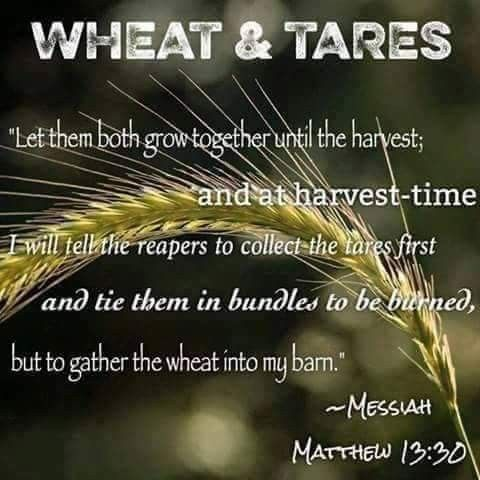 WHEAT & TARES
"Let them both grow together until the harvest;
and at harvest-time
I will tell the reapers to collect the tares first
and tie them in bundles to be burned,
but to gather the wheat into my barn."
~MESSIAH
MATTHEW 13:30